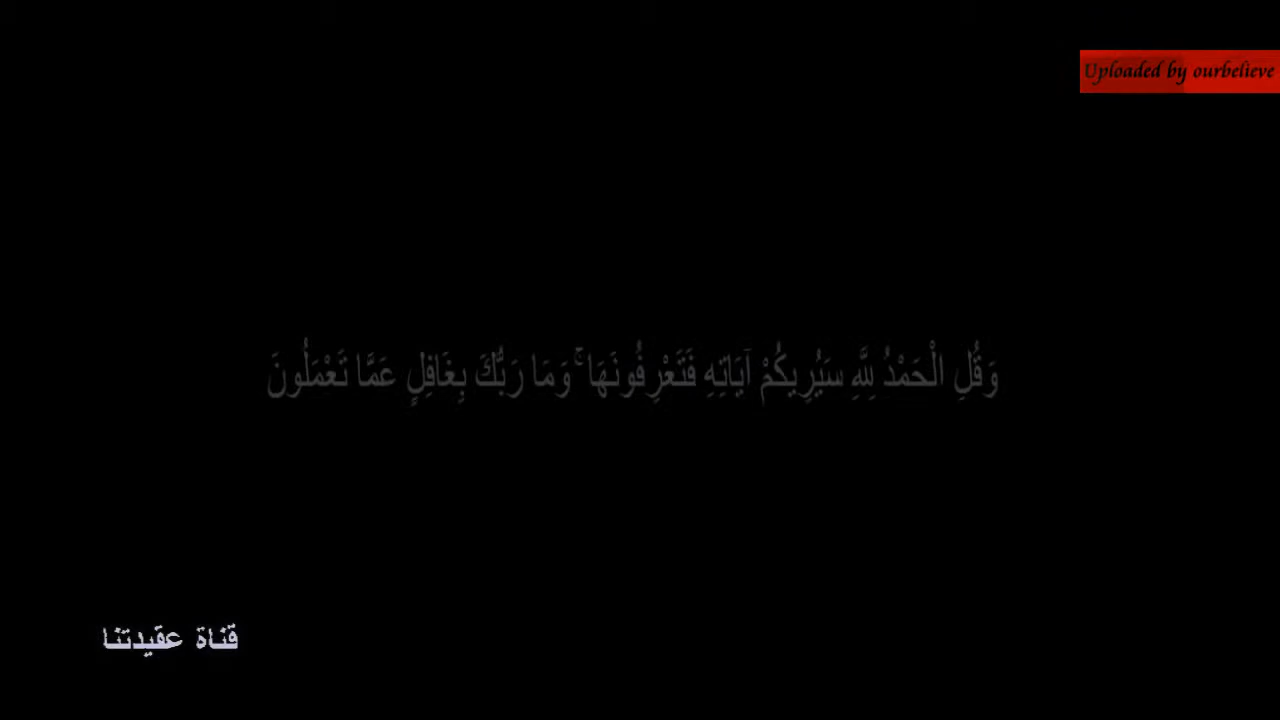 Uploaded by ourbelieve
وَقُلِ الْحَمْدُ لِلَّهِ سَيُرِيكُمْ آيَاتِهِ فَتَعْرِفُونَهَا ۚ وَمَا رَبُّكَ بِغَافِلٍ عَمَّا تَعْمَلُونَ
قناة عقيدتنا